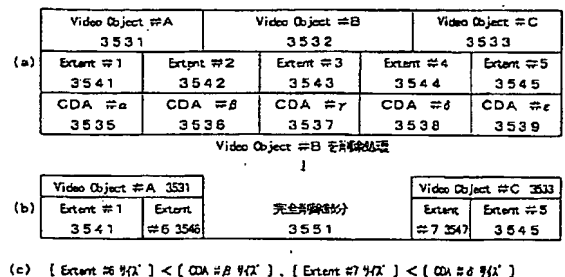 Video Object #A Video Object #B Video Object #C
3531 3532 3533
(a) Extent #1 Extent #2 Extent #3 Extent #4 Extent #5
3541 3542 3543 3544 3545
CDA #α CDA #β CDA #γ CDA #δ CDA #ε
3535 3536 3537 3538 3539
Video Object #B を削除処理
↓
Video Object #A 3531 Video Object #C 3533
(b) Extent #1 Extent 完全削除部分 Extent Extent #5
3541 #6 3546 3551 #7 3547 3545
(c) [ Extent #6 サイズ ] < [ CDA #β サイズ ] , [ Extent #7 サイズ ] < [ CDA #δ サイズ ]